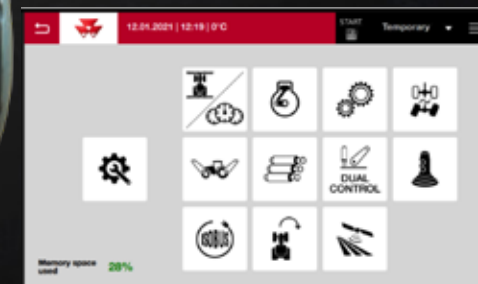 12.01.2021 | 12:19 | 0°C
START
Temporary
DUAL
CONTROL
ISOBUS
Memory space
used
28%